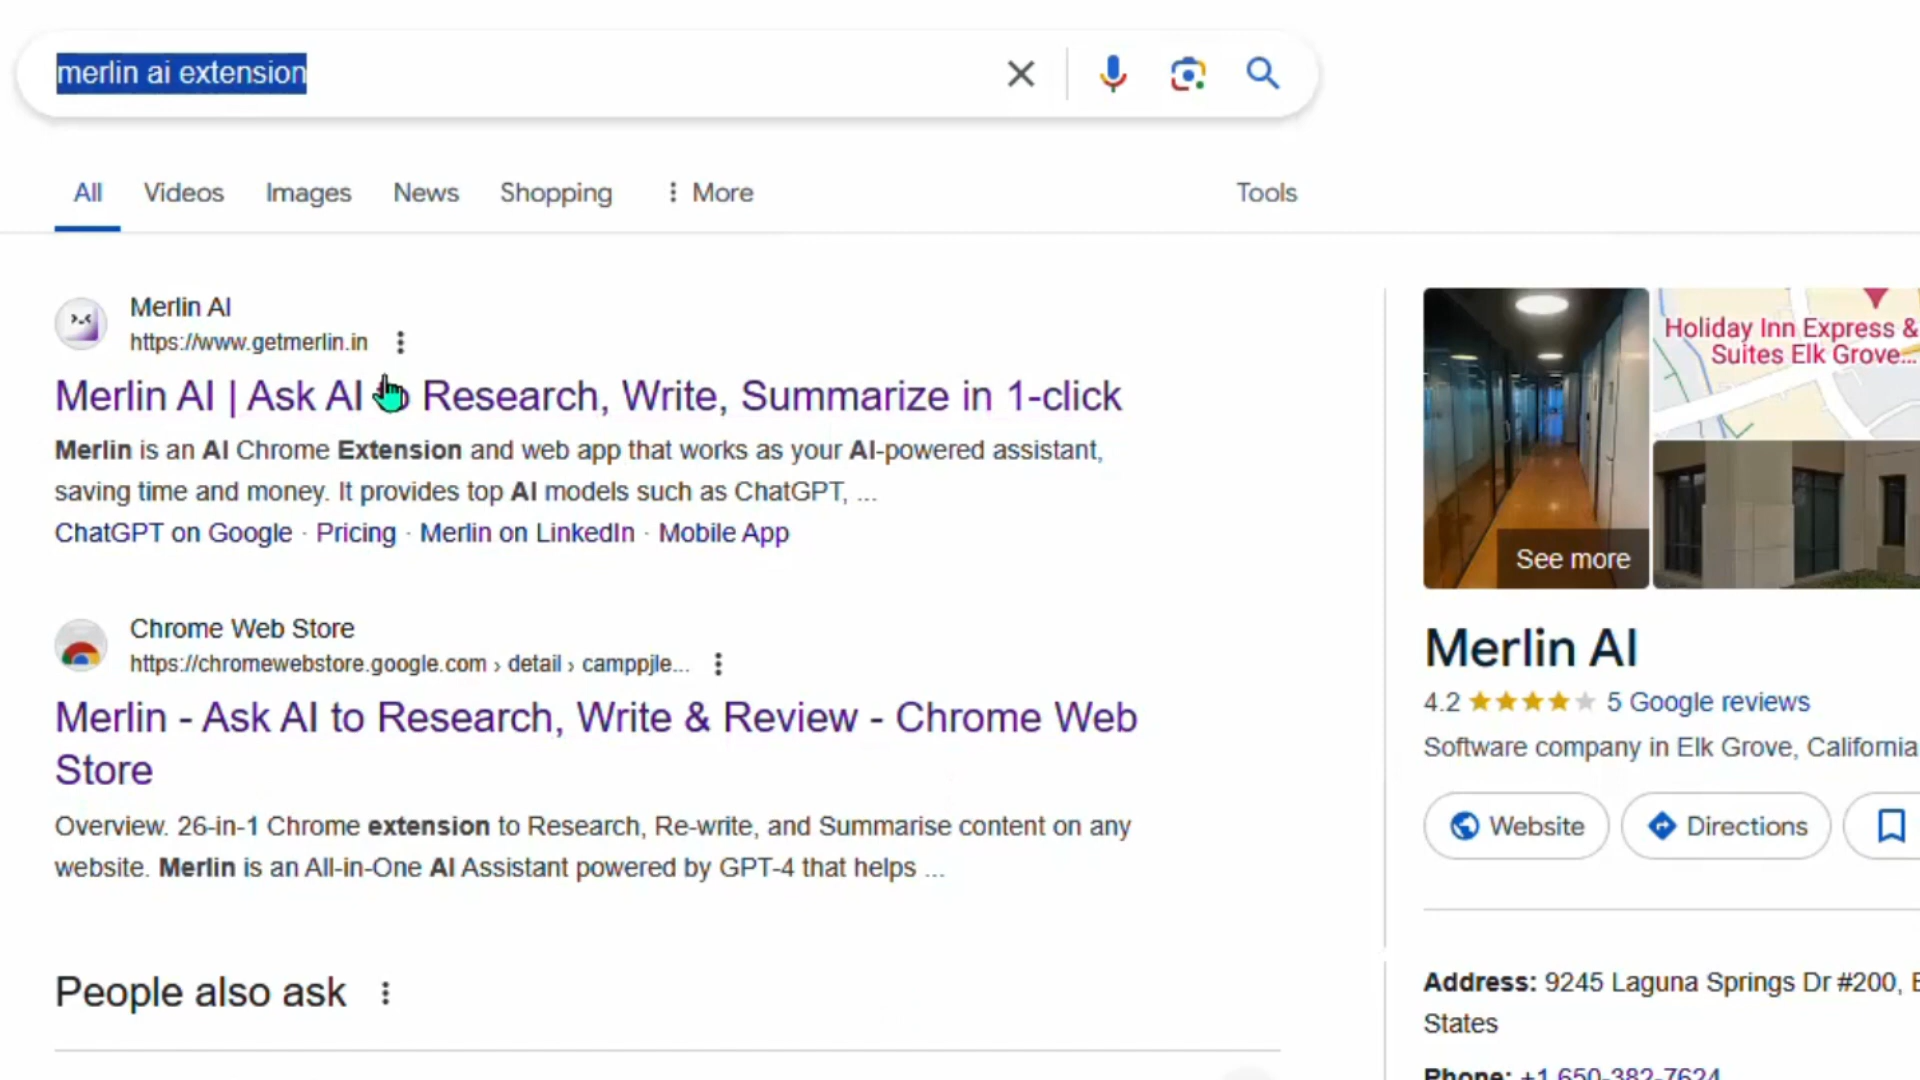 merlin ai extension
All Videos Images News Shopping More Tools
Merlin AI
https://www.getmerlin.in
Merlin AI | Ask AI Research, Write, Summarize in 1-click
Merlin is an AI Chrome Extension and web app that works as your AI-powered assistant,
saving time and money. It provides top AI models such as ChatGPT, ...
ChatGPT on Google · Pricing · Merlin on LinkedIn · Mobile App
Chrome Web Store
https://chromewebstore.google.com › detail › camppjle...
Merlin - Ask AI to Research, Write & Review - Chrome Web
Store
Overview. 26-in-1 Chrome extension to Research, Re-write, and Summarise content on any
website. Merlin is an All-in-One AI Assistant powered by GPT-4 that helps ...
People also ask
Holiday Inn Express &
Suites Elk Grove...
See more
Merlin AI
4.2 5 Google reviews
Software company in Elk Grove, California
Website Directions
Address: 9245 Laguna Springs Dr #200,
States
Phone: +1 650-382-7624